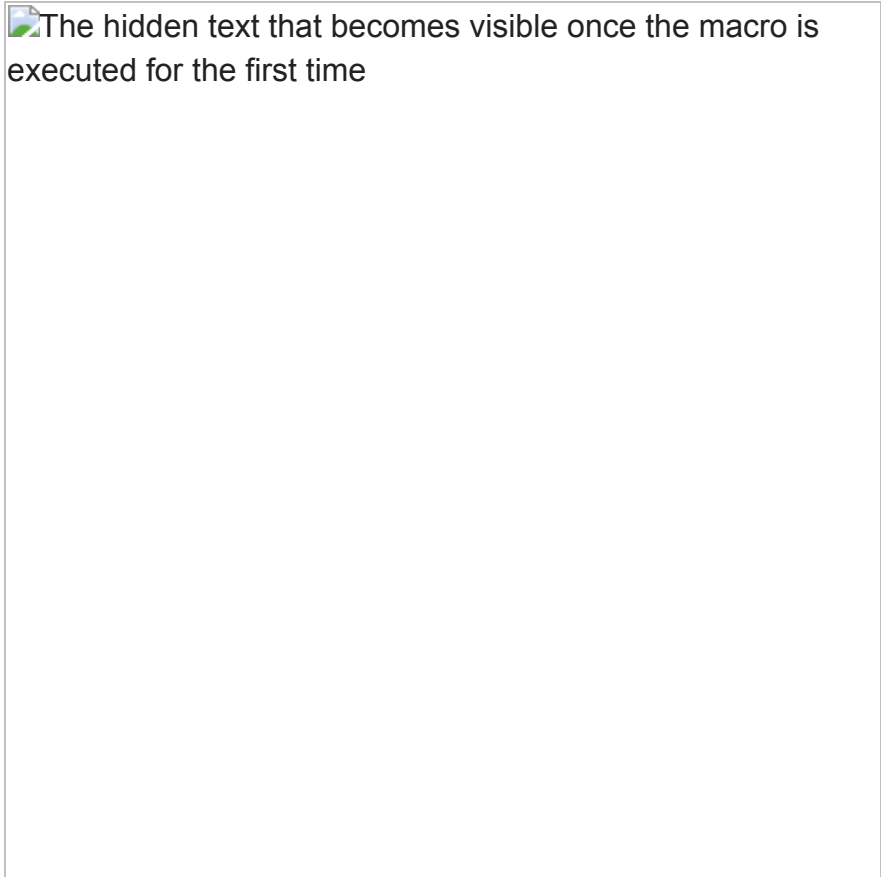 The hidden text that becomes visible once the macro is
executed for the first time